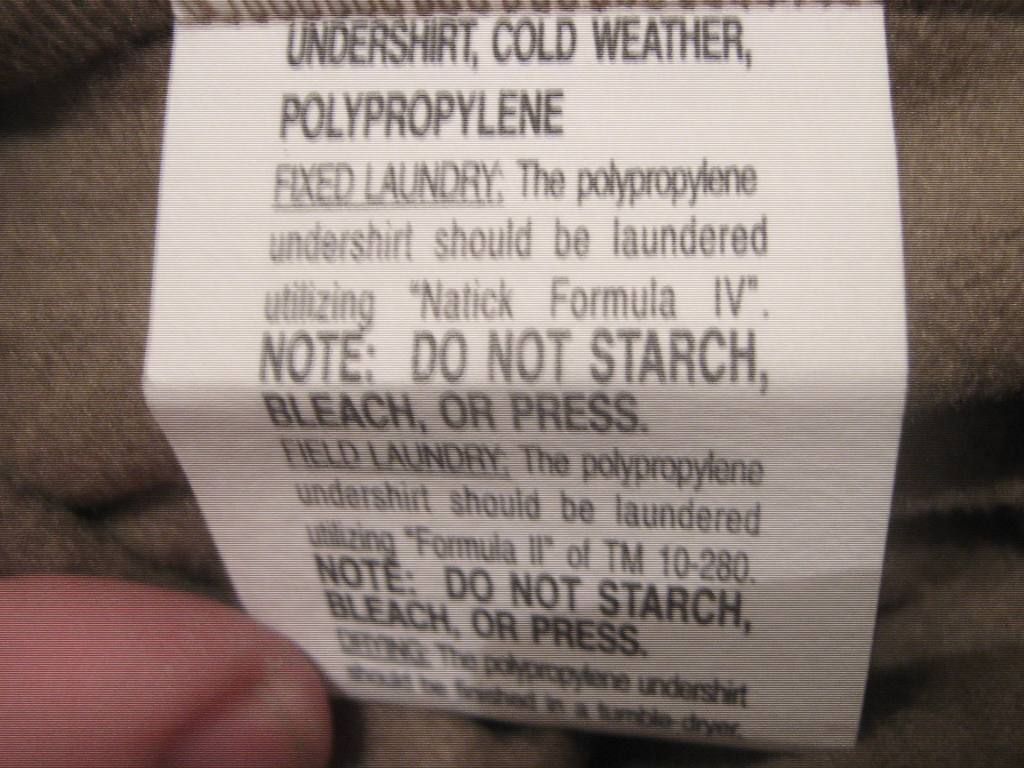 UNDERSHIRT, COLD WEATHER,
POLYPROPYLENE
FIXED LAUNDRY: The polypropylene
undershirt should be laundered
utilizing "Natick Formula IV".
NOTE: DO NOT STARCH,
BLEACH, OR PRESS.
FIELD LAUNDRY: The polypropylene
undershirt should be laundered
utilizing "Formula II" of TM 10-280.
NOTE: DO NOT STARCH,
BLEACH, OR PRESS.
DRYING: The polypropylene undershirt
should be finished in a tumble-dryer.